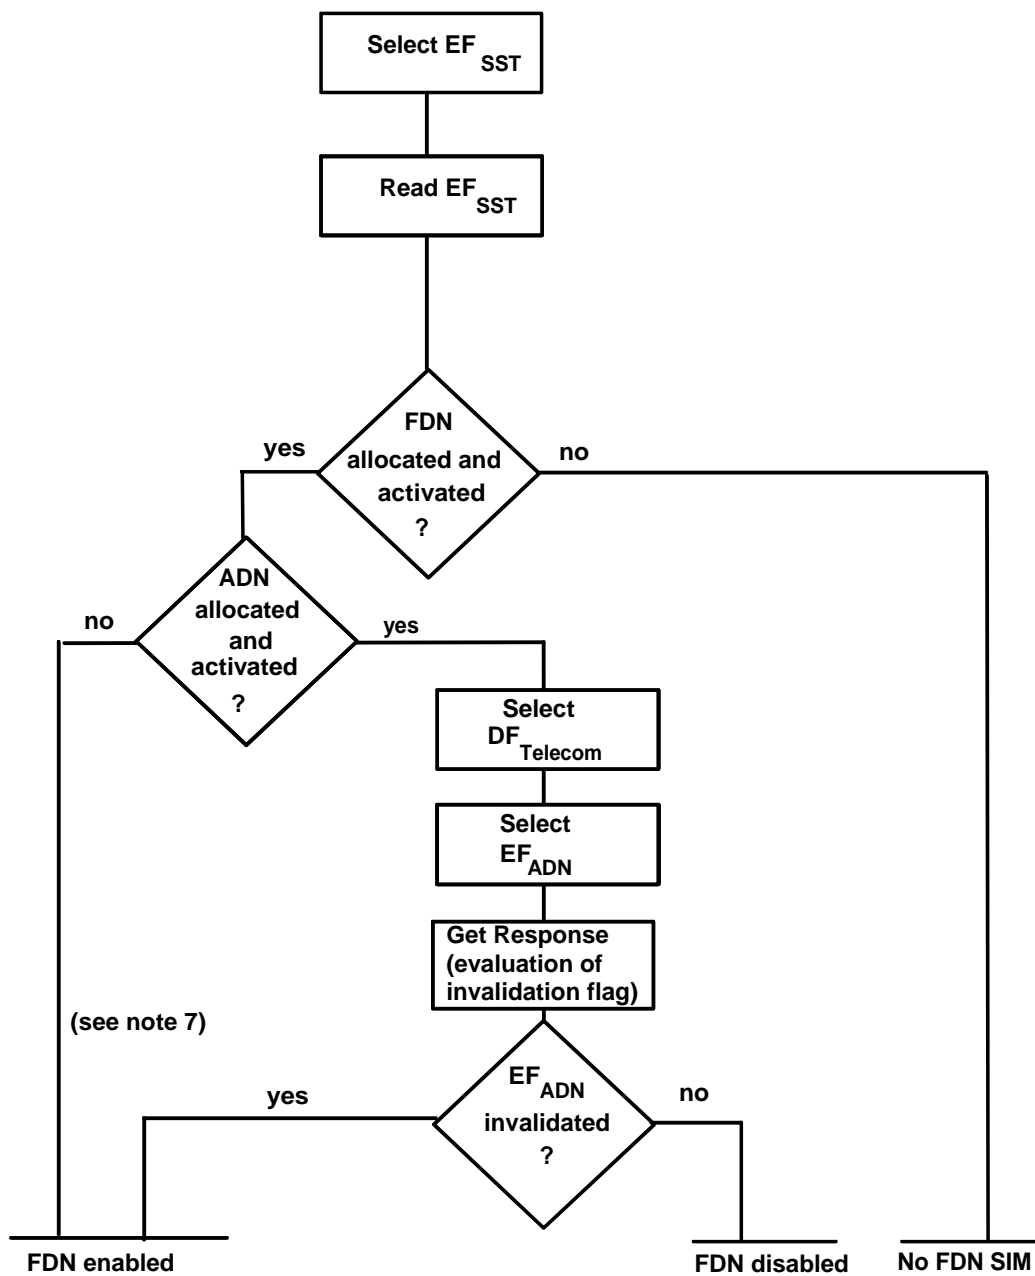 Select EF SST
Read EF SST
FDN
allocated and
activated
?
yes
no
ADN
allocated
and
activated
?
no
yes
Select
DF Telecom
Select
EF ADN
Get Response
(evaluation of
invalidation flag)
(see note 7)
EF ADN
invalidated
?
yes
no
FDN enabled
FDN disabled
No FDN SIM